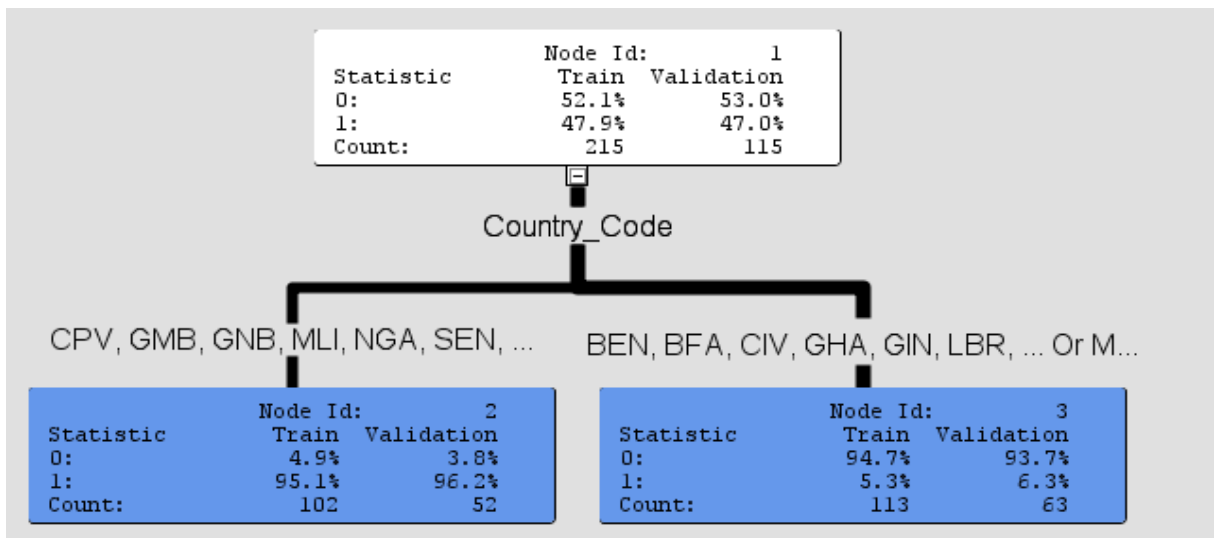 Node Id: 1
Statistic Train Validation
0: 52.1% 53.0%
1: 47.9% 47.0%
Count: 215 115
Country_Code
CPV, GMB, GNB, MLI, NGA, SEN, ...
BEN, BFA, CIV, GHA, GIN, LBR, ... Or M...
Node Id: 2
Statistic Train Validation
0: 4.9% 3.8%
1: 95.1% 96.2%
Count: 102 52
Node Id: 3
Statistic Train Validation
0: 94.7% 93.7%
1: 5.3% 6.3%
Count: 113 63